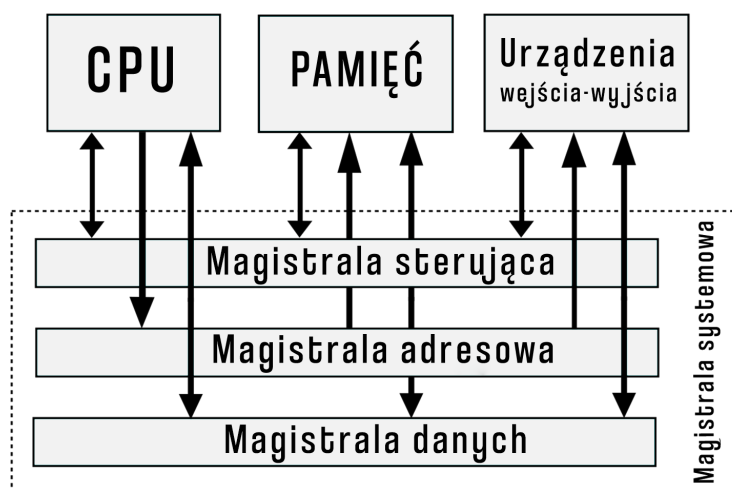 CPU
PAMIĘĆ
Urządzenia
wejścia-wyjścia
Magistrala sterująca
Magistrala adresowa
Magistrala danych
Magistrala systemowa